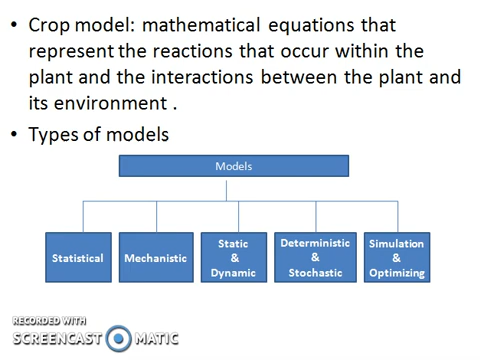 • Crop model: mathematical equations that
represent the reactions that occur within the
plant and the interactions between the plant and
its environment .
• Types of models
Models
Statistical
Mechanistic
Static
&
Dynamic
Deterministic
&
Stochastic
Simulation
&
Optimizing
RECORDED WITH
SCREENCAST MATIC